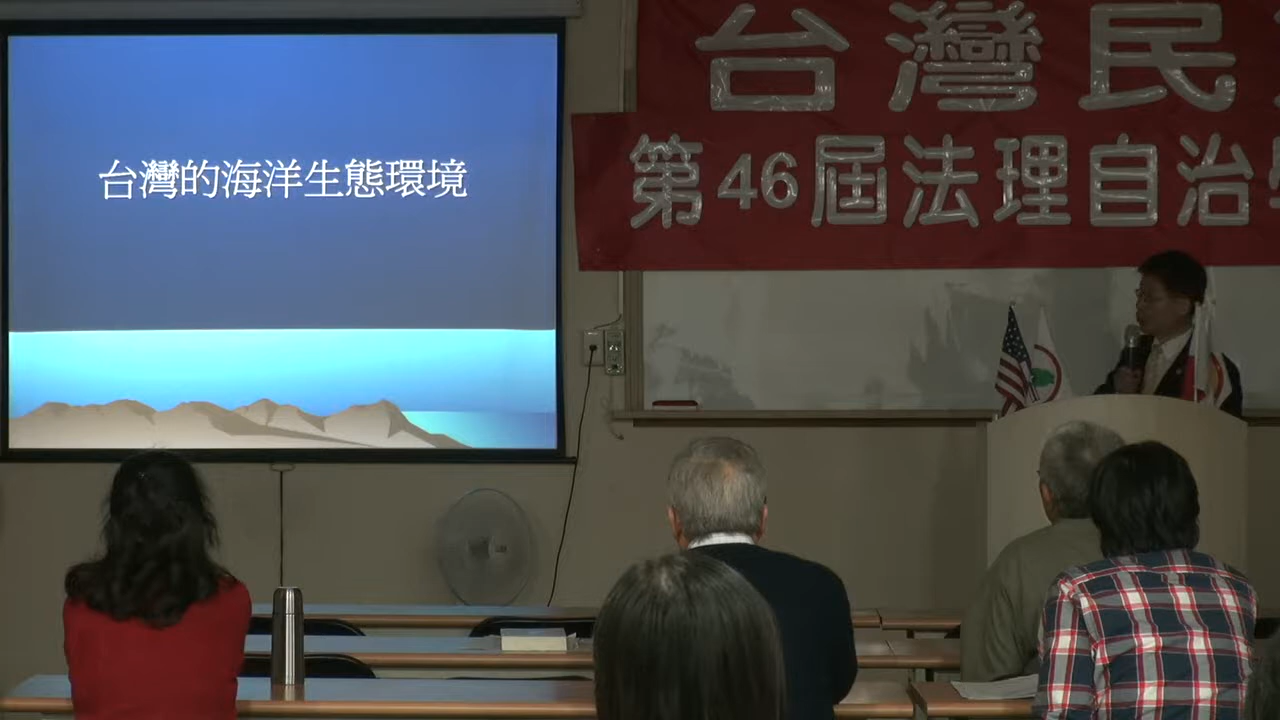 台灣的海洋生態環境
台灣民
第46屆法理自治